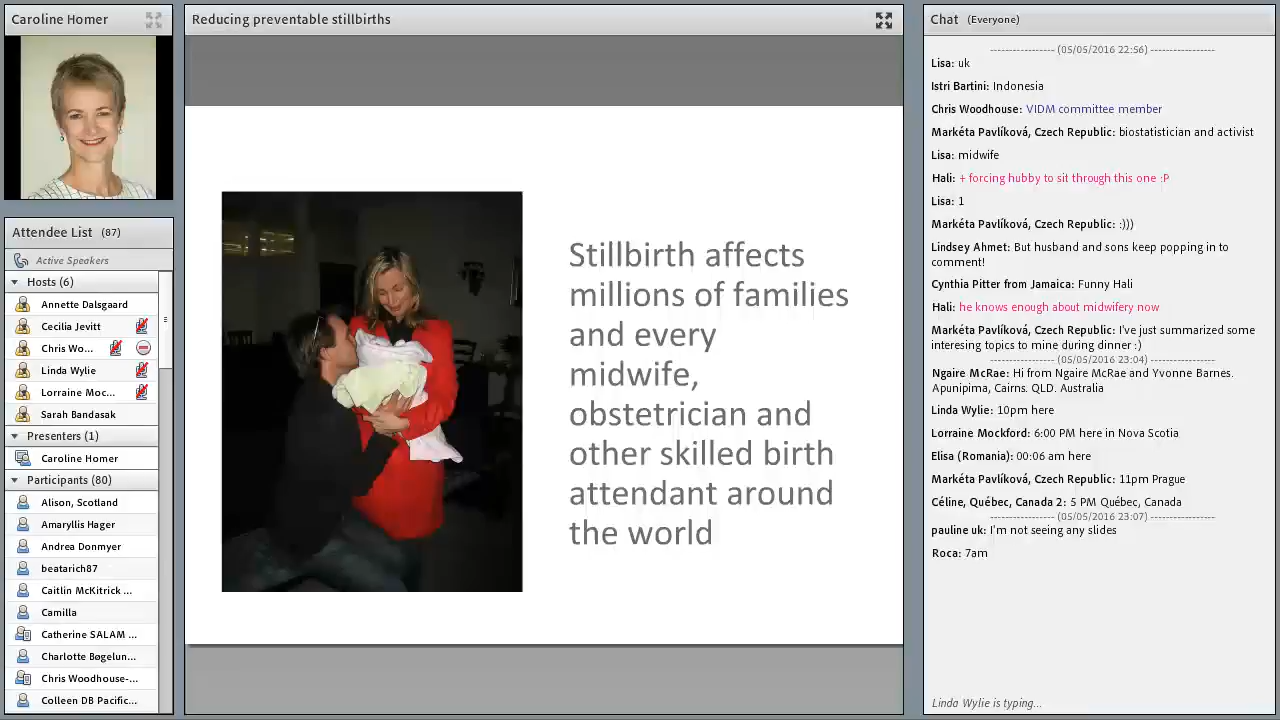 Caroline Homer
Attendee List (87)
Active Speakers
Hosts (6)
Annette Dalsgaard
Cecilia Jevitt
Chris Wo...
Linda Wylie
Lorraine Moc...
Sarah Bandasak
Presenters (1)
Caroline Homer
Participants (80)
Alison, Scotland
Amaryllis Hager
Andrea Donmyer
beatarich87
Caitlin McKitrick ...
Camilla
Catherine SALAM ...
Charlotte Bøgelun...
Chris Woodhouse-...
Colleen DB Pacific...
Reducing preventable stillbirths
Stillbirth affects
millions of families
and every
midwife,
obstetrician and
other skilled birth
attendant around
the world
Chat (Everyone)
----------------- (05/05/2016 22:56) -----------------
Lisa: uk
Istri Bartini: Indonesia
Chris Woodhouse: VIDM committee member
Markéta Pavlíková, Czech Republic: biostatistician and activist
Lisa: midwife
Hali: + forcing hubby to sit through this one :P
Lisa: 1
Markéta Pavlíková, Czech Republic: :)))
Lindsey Ahmet: But husband and sons keep popping in to
comment!
Cynthia Pitter from Jamaica: Funny Hali
Hali: he knows enough about midwifery now
Markéta Pavlíková, Czech Republic: I've just summarized some
interesing topics to mine during dinner :)
----------------- (05/05/2016 23:04) -----------------
Ngaire McRae: Hi from Ngaire McRae and Yvonne Barnes.
Apunipima, Cairns. QLD. Australia
Linda Wylie: 10pm here
Lorraine Mockford: 6:00 PM here in Nova Scotia
Elisa (Romania): 00:06 am here
Markéta Pavlíková, Czech Republic: 11pm Prague
Céline, Québec, Canada 2: 5 PM Québec, Canada
----------------- (05/05/2016 23:07) -----------------
pauline uk: I'm not seeing any slides
Roca: 7am
Linda Wylie is typing...